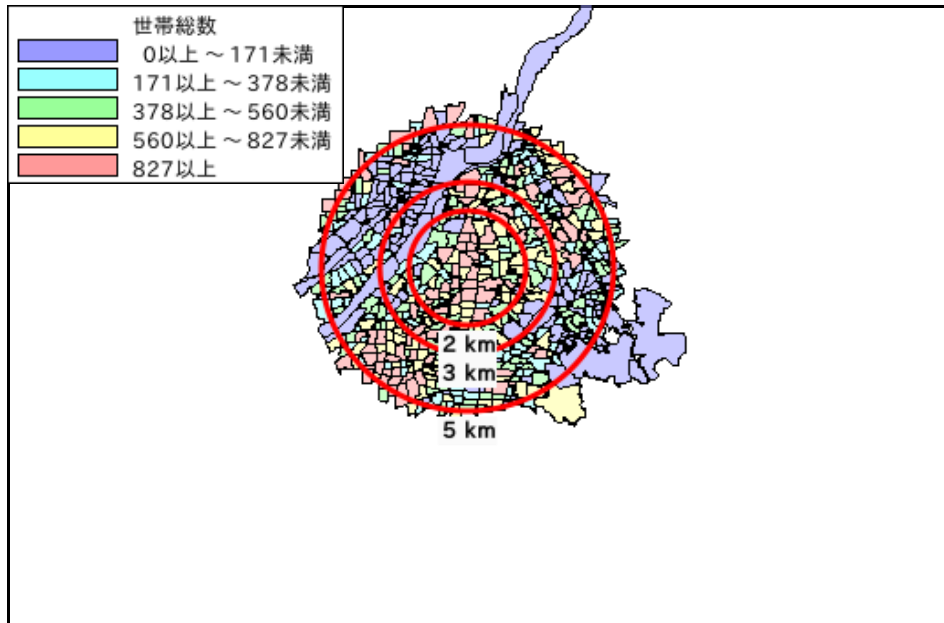 世帯総数
0以上 ～ 171未満
171以上 ～ 378未満
378以上 ～ 560未満
560以上 ～ 827未満
827以上
2 km
3 km
5 km